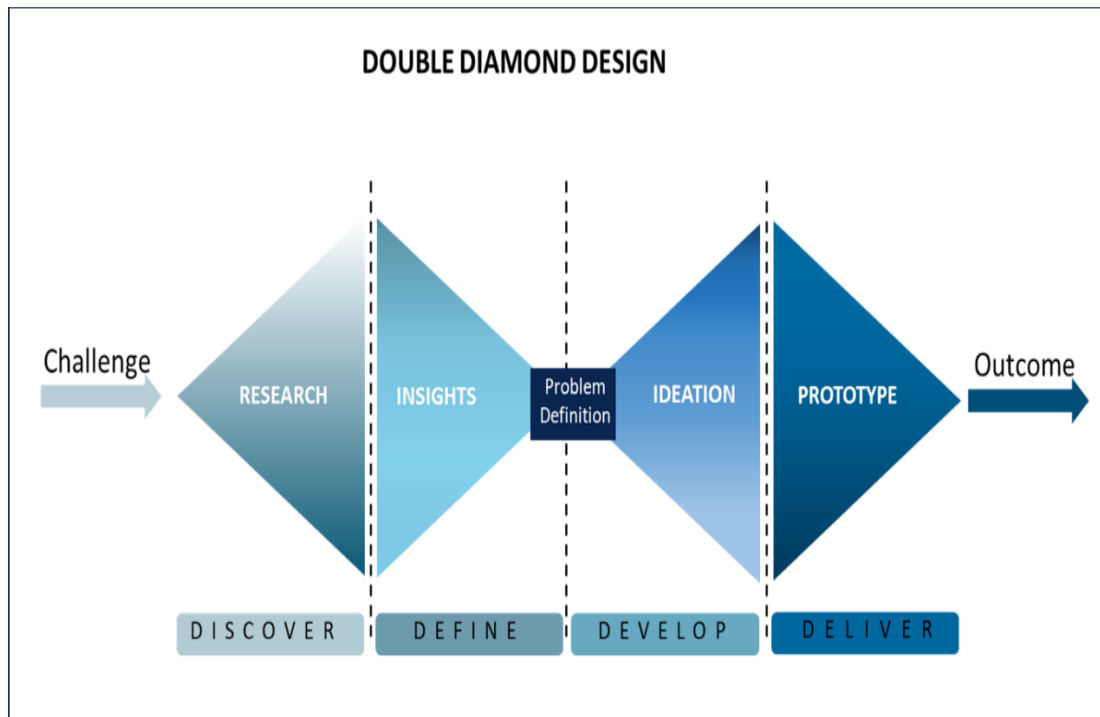 DOUBLE DIAMOND DESIGN
Challenge
RESEARCH
INSIGHTS
Problem
Definition
IDEATION
PROTOTYPE
Outcome
DISCOVER
DEFINE
DEVELOP
DELIVER